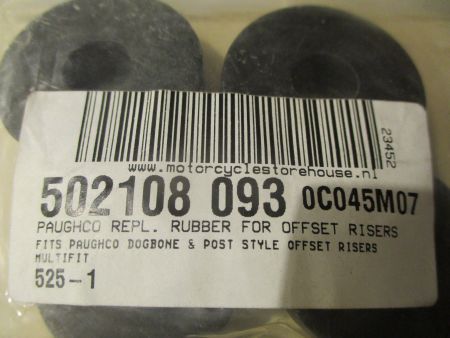 23452
www.motorcyclestorehouse.nl
502108 093 0C045M07
PAUGHCO REPL. RUBBER FOR OFFSET RISERS
FITS PAUGHCO DOGBONE & POST STYLE OFFSET RISERS
MULTIFIT
525-1